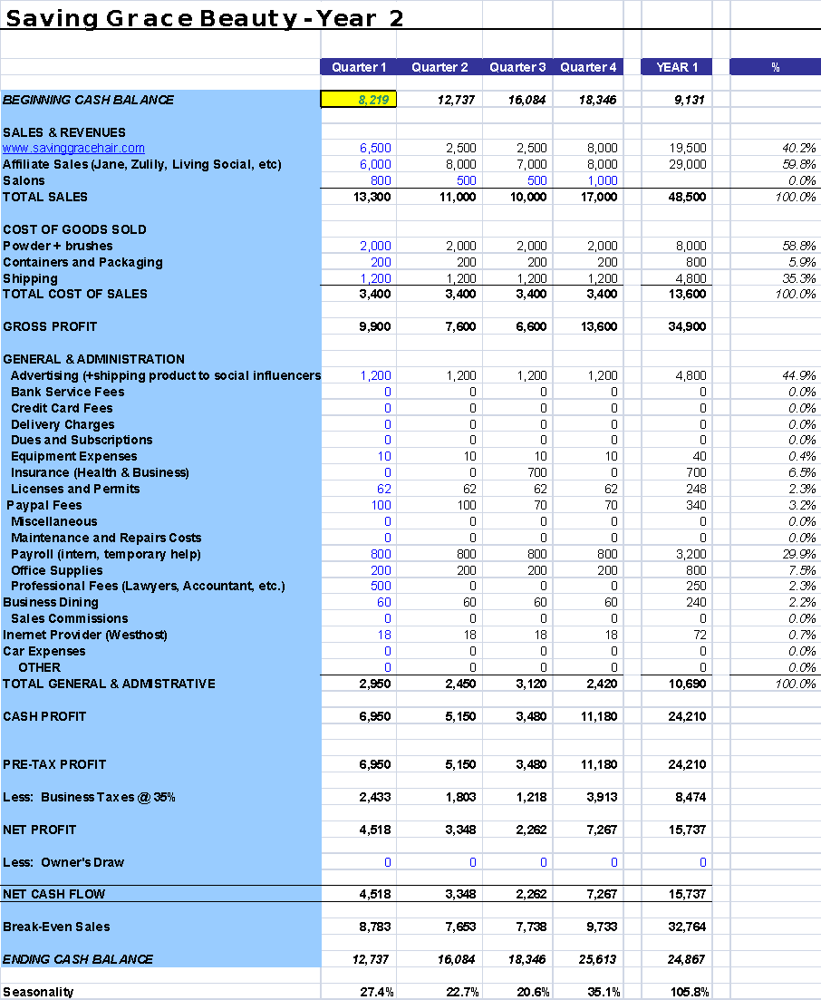 Saving Grace Beauty - Year 2
Quarter 1 Quarter 2 Quarter 3 Quarter 4 YEAR 1 %
BEGINNING CASH BALANCE 8,219 12,737 16,084 18,346 9,131
SALES & REVENUES
www.savinggracehair.com 6,500 2,500 2,500 8,000 19,500 40.2%
Affiliate Sales (Jane, Zulily, Living Social, etc) 6,000 8,000 7,000 8,000 29,000 59.8%
Salons 800 500 500 1,000 0.0%
TOTAL SALES 13,300 11,000 10,000 17,000 48,500 100.0%
COST OF GOODS SOLD
Powder + brushes 2,000 2,000 2,000 2,000 8,000 58.8%
Containers and Packaging 200 200 200 200 800 5.9%
Shipping 1,200 1,200 1,200 1,200 4,800 35.3%
TOTAL COST OF SALES 3,400 3,400 3,400 3,400 13,600 100.0%
GROSS PROFIT 9,900 7,600 6,600 13,600 34,900
GENERAL & ADMINISTRATION
Advertising (+shipping product to social influencers 1,200 1,200 1,200 1,200 4,800 44.9%
Bank Service Fees 0 0 0 0 0 0.0%
Credit Card Fees 0 0 0 0 0 0.0%
Delivery Charges 0 0 0 0 0 0.0%
Dues and Subscriptions 0 0 0 0 0 0.0%
Equipment Expenses 10 10 10 10 40 0.4%
Insurance (Health & Business) 0 0 700 0 700 6.5%
Licenses and Permits 62 62 62 62 248 2.3%
Paypal Fees 100 100 70 70 340 3.2%
Miscellaneous 0 0 0 0 0 0.0%
Maintenance and Repairs Costs 0 0 0 0 0 0.0%
Payroll (intern, temporary help) 800 800 800 800 3,200 29.9%
Office Supplies 200 200 200 200 800 7.5%
Professional Fees (Lawyers, Accountant, etc.) 500 0 0 0 250 2.3%
Business Dining 60 60 60 60 240 2.2%
Sales Commissions 0 0 0 0 0 0.0%
Inernet Provider (Westhost) 18 18 18 18 72 0.7%
Car Expenses 0 0 0 0 0 0.0%
OTHER 0 0 0 0 0 0.0%
TOTAL GENERAL & ADMISTRATIVE 2,950 2,450 3,120 2,420 10,690 100.0%
CASH PROFIT 6,950 5,150 3,480 11,180 24,210
PRE-TAX PROFIT 6,950 5,150 3,480 11,180 24,210
Less: Business Taxes @ 35% 2,433 1,803 1,218 3,913 8,474
NET PROFIT 4,518 3,348 2,262 7,267 15,737
Less: Owner's Draw 0 0 0 0 0
NET CASH FLOW 4,518 3,348 2,262 7,267 15,737
Break-Even Sales 8,783 7,653 7,738 9,733 32,764
ENDING CASH BALANCE 12,737 16,084 18,346 25,613 24,867
Seasonality 27.4% 22.7% 20.6% 35.1% 105.8%